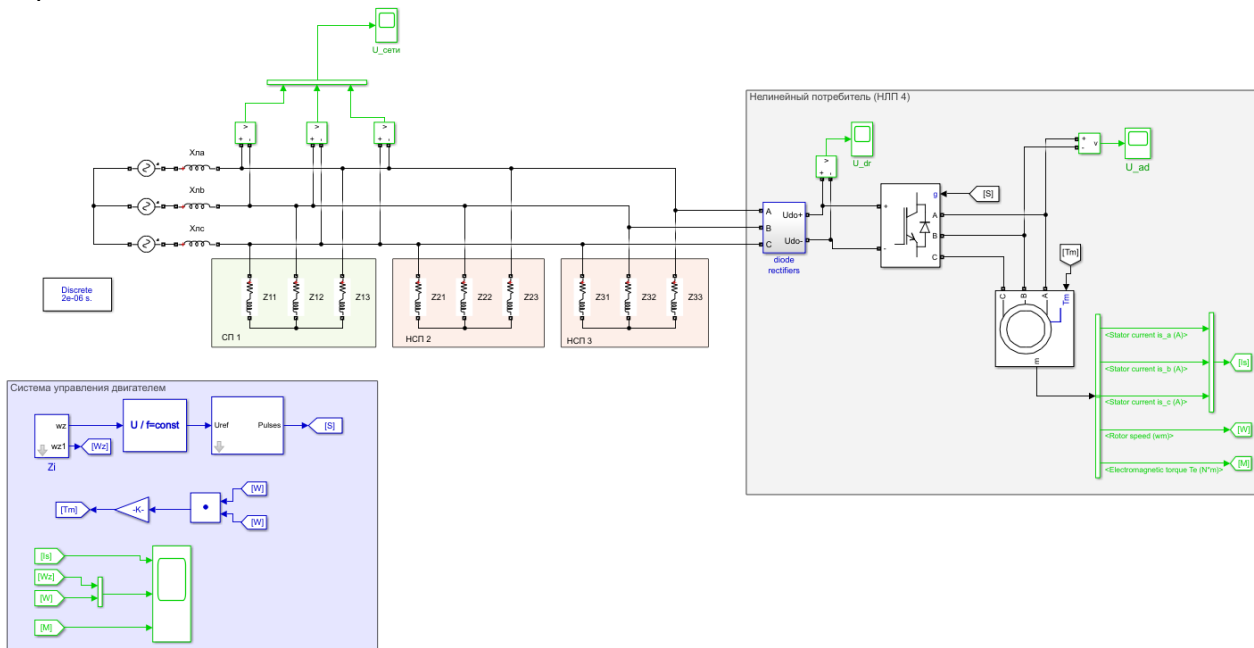 U_сети
Нелинейный потребитель (НЛП 4)
Xла
Xлb
Xлс
U_dr
U_ad
[S]
g
A
B
C
Udo+
Udo-
diode
rectifiers
+
-
A
B
C
[Tm]
C
B
A
Tm
m
Discrete
2e-06 s.
Z11
Z12
Z13
СП 1
Z21
Z22
Z23
НСП 2
Z31
Z32
Z33
НСП 3
<Stator current is_a (A)>
<Stator current is_b (A)>
<Stator current is_c (A)>
<Rotor speed (wm)>
<Electromagnetic torque Te (N*m)>
[Is]
[W]
[M]
Система управления двигателем
wz
wz1
Zi
[Wz]
U / f=const
Uref
Pulses
[S]
[Tm]
-K-
[W]
[W]
[Is]
[Wz]
[W]
[M]